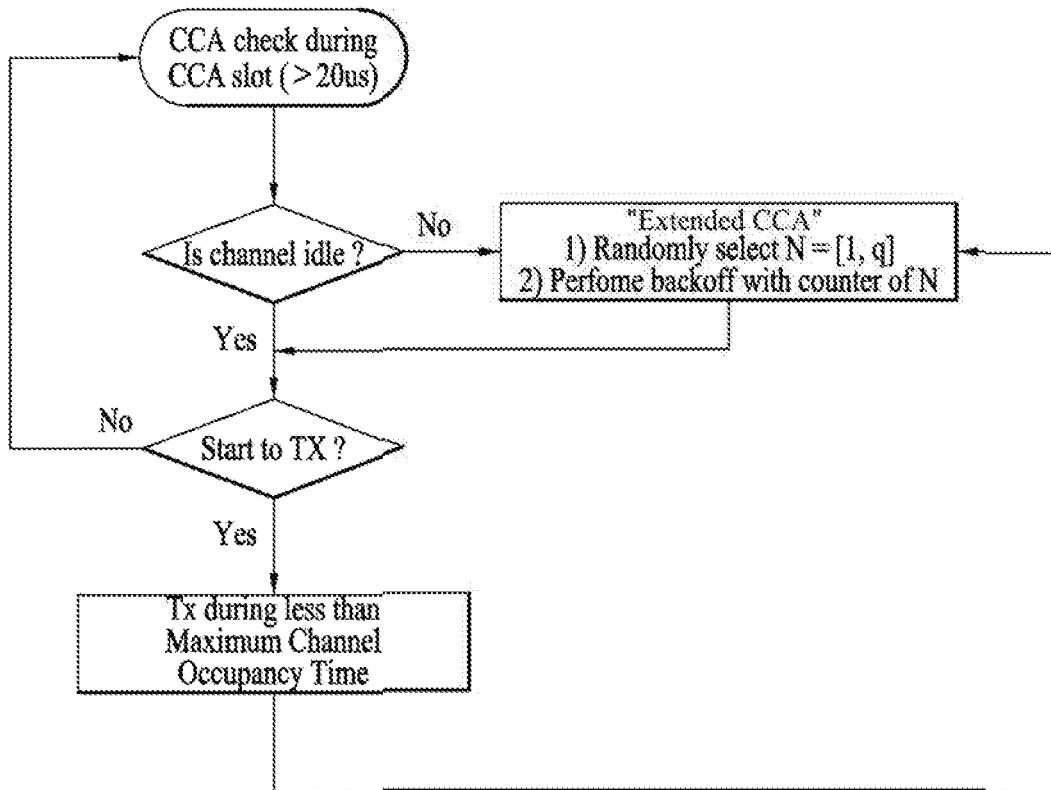 CCA check during
CCA slot ( > 20us)
Is channel idle ?
No
"Extended CCA"
1) Randomly select N = [1, q]
2) Perfome backoff with counter of N
Yes
No
Start to TX ?
Yes
Tx during less than
Maximum Channel
Occupancy Time